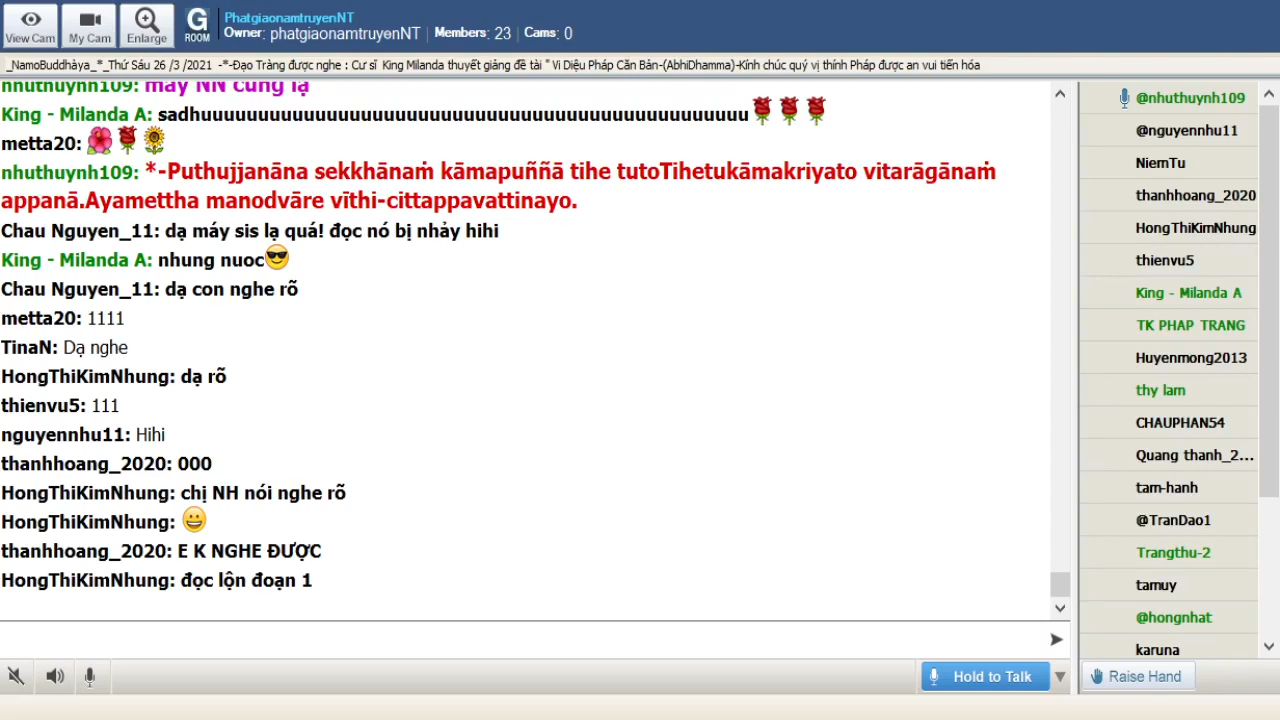 View Cam
My Cam
Enlarge
G
ROOM
PhatgiaonamtruyenNT
Owner: phatgiaonamtruyenNT | Members: 23 | Cams: 0
_NamoBuddhàya_*_Thứ Sáu 26 /3 /2021 -*-Đạo Tràng được nghe : Cư sĩ King Milanda thuyết giảng đề tài " Vi Diệu Pháp Căn Bản-(AbhiDhamma)-Kính chúc quý vị thính Pháp được an vui tiến hóa
nhuthuynh109: máy NN cũng lạ
King - Milanda A: sadhuuuuuuuuuuuuuuuuuuuuuuuuuuuuuuuuuuuuuuuuuuuuuuuuu
metta20:
nhuthuynh109: *-Puthujjanāna sekkhānaṁ kāmapuññā tihe tutoTihetukāmakriyato vitarāgānaṁ
appanā.Ayamettha manodvāre vīthi-cittappavattinayo.
Chau Nguyen_11: dạ máy sis lạ quá! đọc nó bị nhảy hihi
King - Milanda A: nhung nuoc
Chau Nguyen_11: dạ con nghe rõ
metta20: 1111
TinaN: Dạ nghe
HongThiKimNhung: dạ rõ
thienvu5: 111
nguyennhu11: Hihi
thanhhoang_2020: 000
HongThiKimNhung: chị NH nói nghe rõ
HongThiKimNhung:
thanhhoang_2020: E K NGHE ĐƯỢC
HongThiKimNhung: đọc lộn đoạn 1
Hold to Talk
@nhuthuynh109
@nguyennhu11
NiemTu
thanhhoang_2020
HongThiKimNhung
thienvu5
King - Milanda A
TK PHAP TRANG
Huyenmong2013
thy lam
CHAUPHAN54
Quang thanh_2...
tam-hanh
@TranDao1
Trangthu-2
tamuy
@hongnhat
karuna
Raise Hand